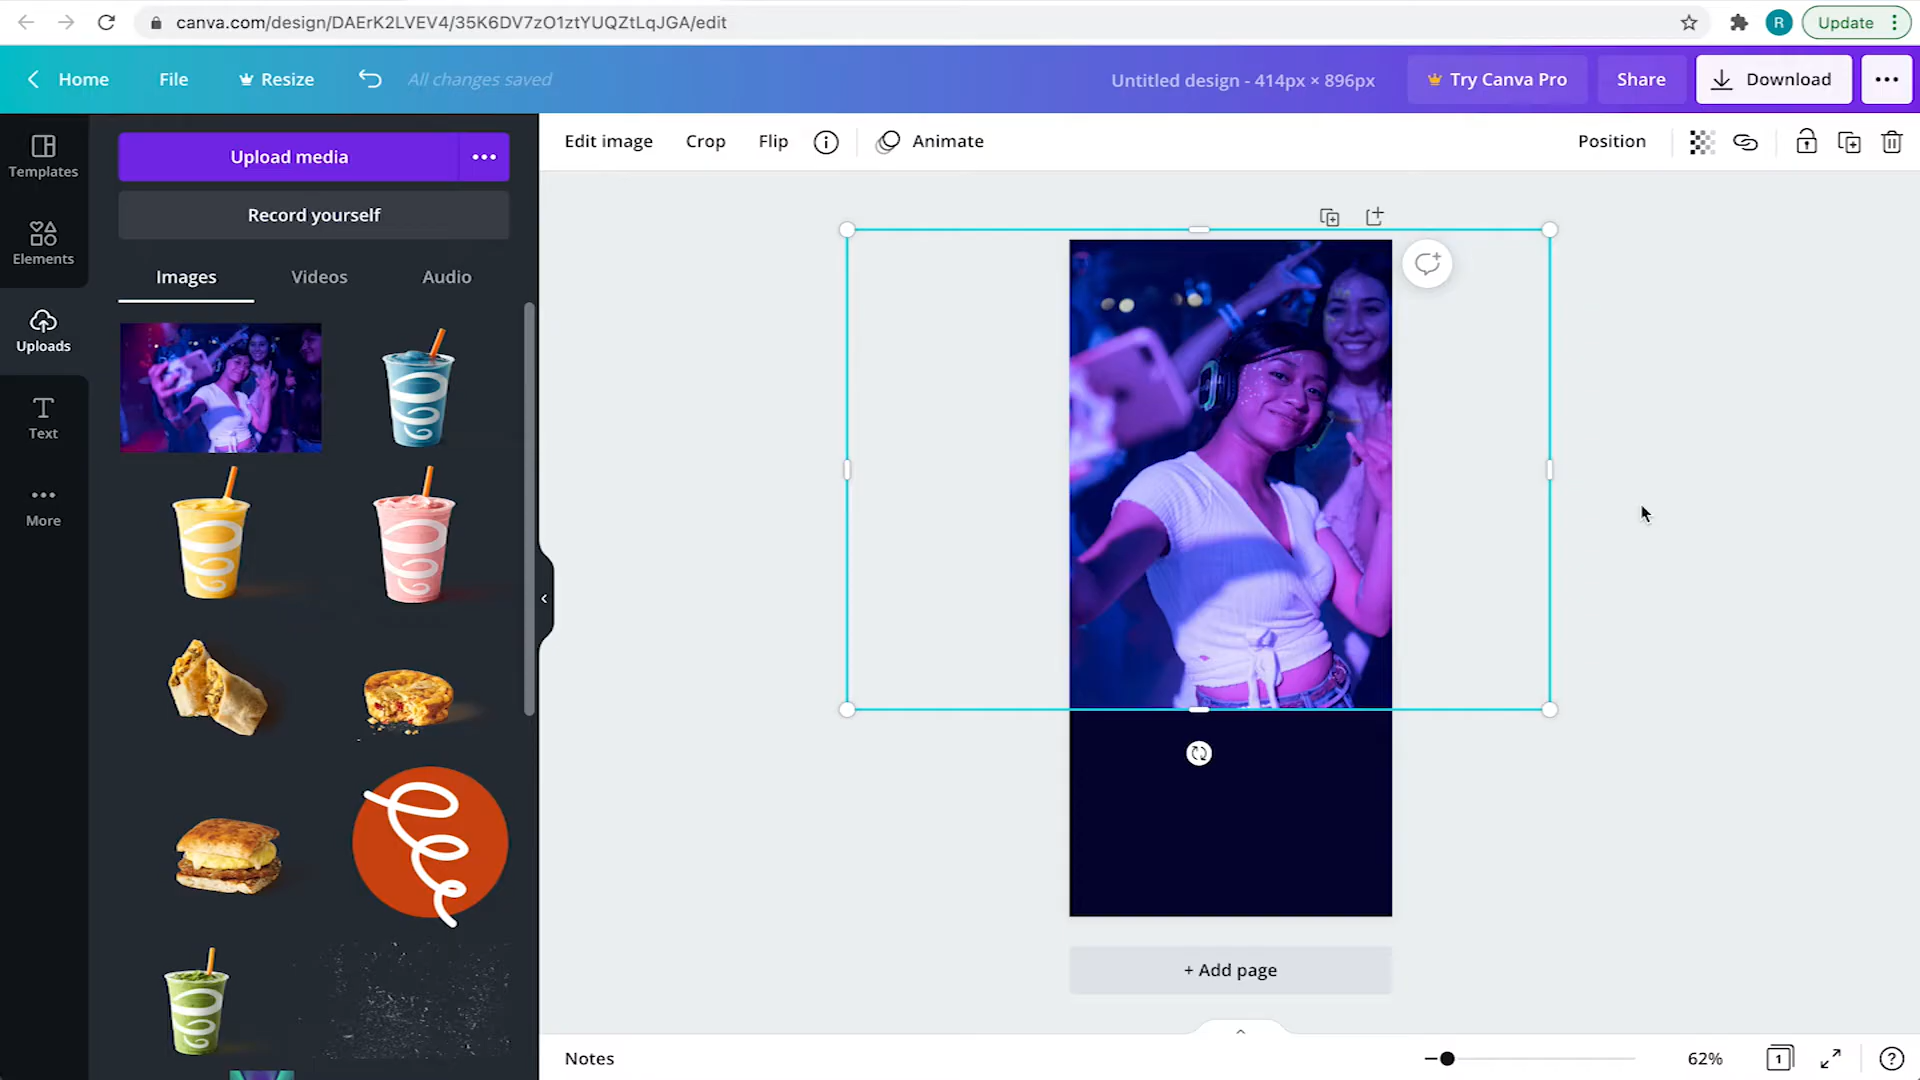 canva.com/design/DAErK2LVEV4/35K6DV7zO1ztYUQZtLqJGA/edit
R
Update
Home
File
Resize
All changes saved
Untitled design - 414px × 896px
Try Canva Pro
Share
Download
Templates
Elements
Uploads
Text
More
Upload media
Record yourself
Images
Videos
Audio
Edit image
Crop
Flip
Animate
Position
+ Add page
Notes
62%
1
?